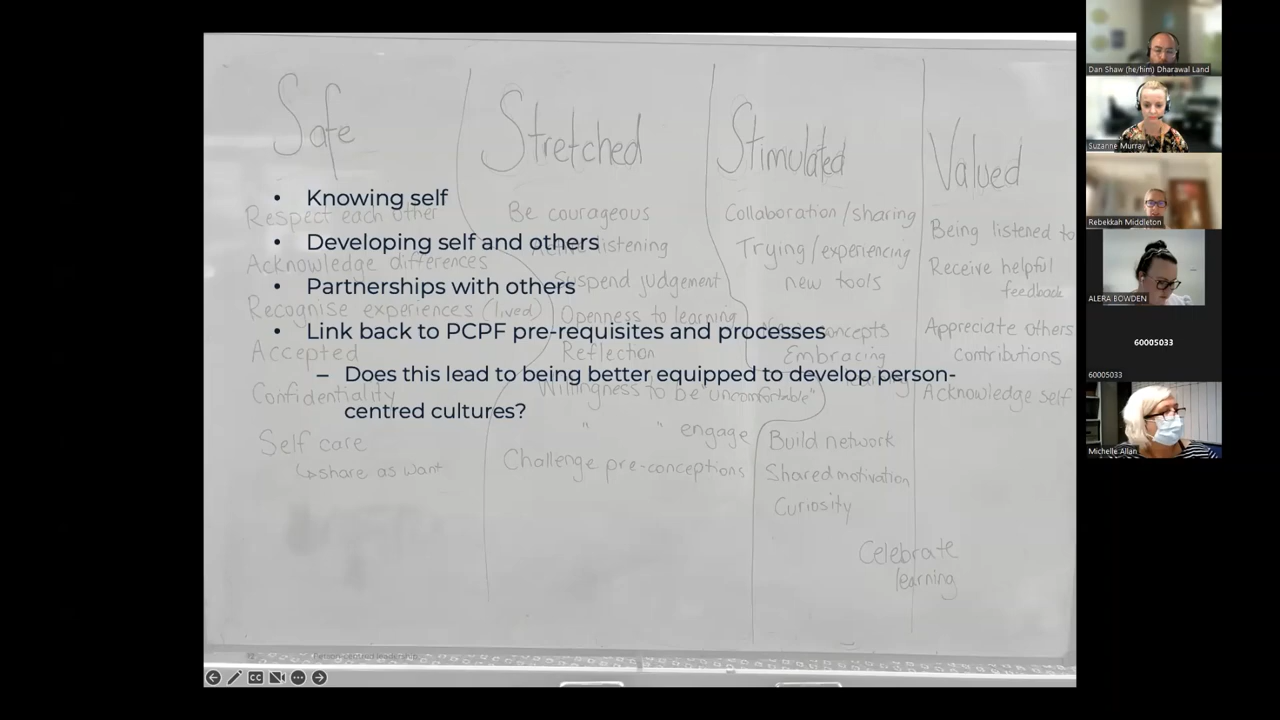 Safe
Stretched
Stimulated
Valued
• Knowing self
• Developing self and others
• Partnerships with others
• Link back to PCPF pre-requisites and processes
– Does this lead to being better equipped to develop person-
centred cultures?
Respect each other
Acknowledge differences
Recognise experiences (lived)
Accepted
Confidentiality
Self care
↳ share as want
Be courageous
Active listening
Suspend judgement
Openness to learning
Reflection
Willingness to be "uncomfortable"
" " engage
Challenge pre-conceptions
Collaboration/sharing
Trying/experiencing
new tools
concepts
Embracing
Build network
Shared motivation
Curiosity
Celebrate
learning
Being listened to
Receive helpful
feedback
Appreciate others
contributions
Acknowledge self
Dan Shaw (he/him) Dharawal Land
Suzanne Murray
Rebekkah Middleton
ALERA BOWDEN
60005033
60005033
Michelle Allan
CC